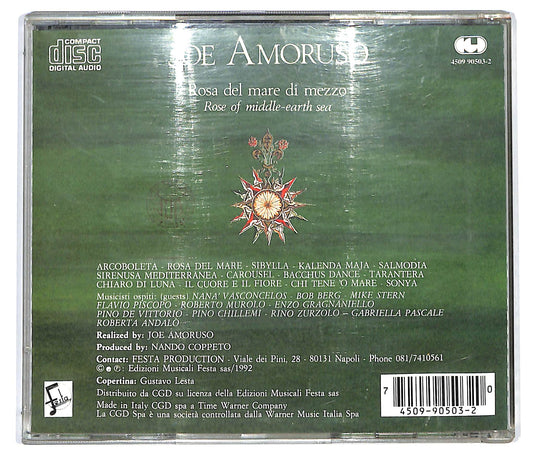 COMPACT
disc
DIGITAL AUDIO
JOE AMORUSO
4509 90503-2
Rosa del mare di mezzo
Rose of middle-earth sea
ARCOBOLETA - ROSA DEL MARE - SIBYLLA - KALENDA MAJA - SALMODIA
SIRENUSA MEDITERRÂNEA - CAROUSEL - BACCHUS DANCE - TARANTERA
CHIARO DI LUNA - IL CUORE E IL FIORE - CHI TENE 'O MARE - SONYA
Musicisti ospiti: (guests) NANA' VASCONCELOS - BOB BERG - MIKE STERN
FLAVIO PISCOPO - ROBERTO MUROLO - ENZO GRAGNANIELLO
PINO DE VITTORIO - PINO CHILLEMI - RINO ZURZOLO - GABRIELLA PASCALE
ROBERTA ANDALÒ
Realized by: JOE AMORUSO
Produced by: NANDO COPPETO
Contact: FESTA PRODUCTION - Viale dei Pini, 28 - 80131 Napoli - Phone 081/7410561
© ℗ : Edizioni Musicali Festa sas/1992
Copertina: Gustavo Lesta
Distribuito da CGD su licenza della Edizioni Musicali Festa sas
Made in Italy CGD spa a Time Warner Company
La CGD Spa è una società controllata dalla Warner Music Italia Spa
Festa
7 4509-90503-2 0